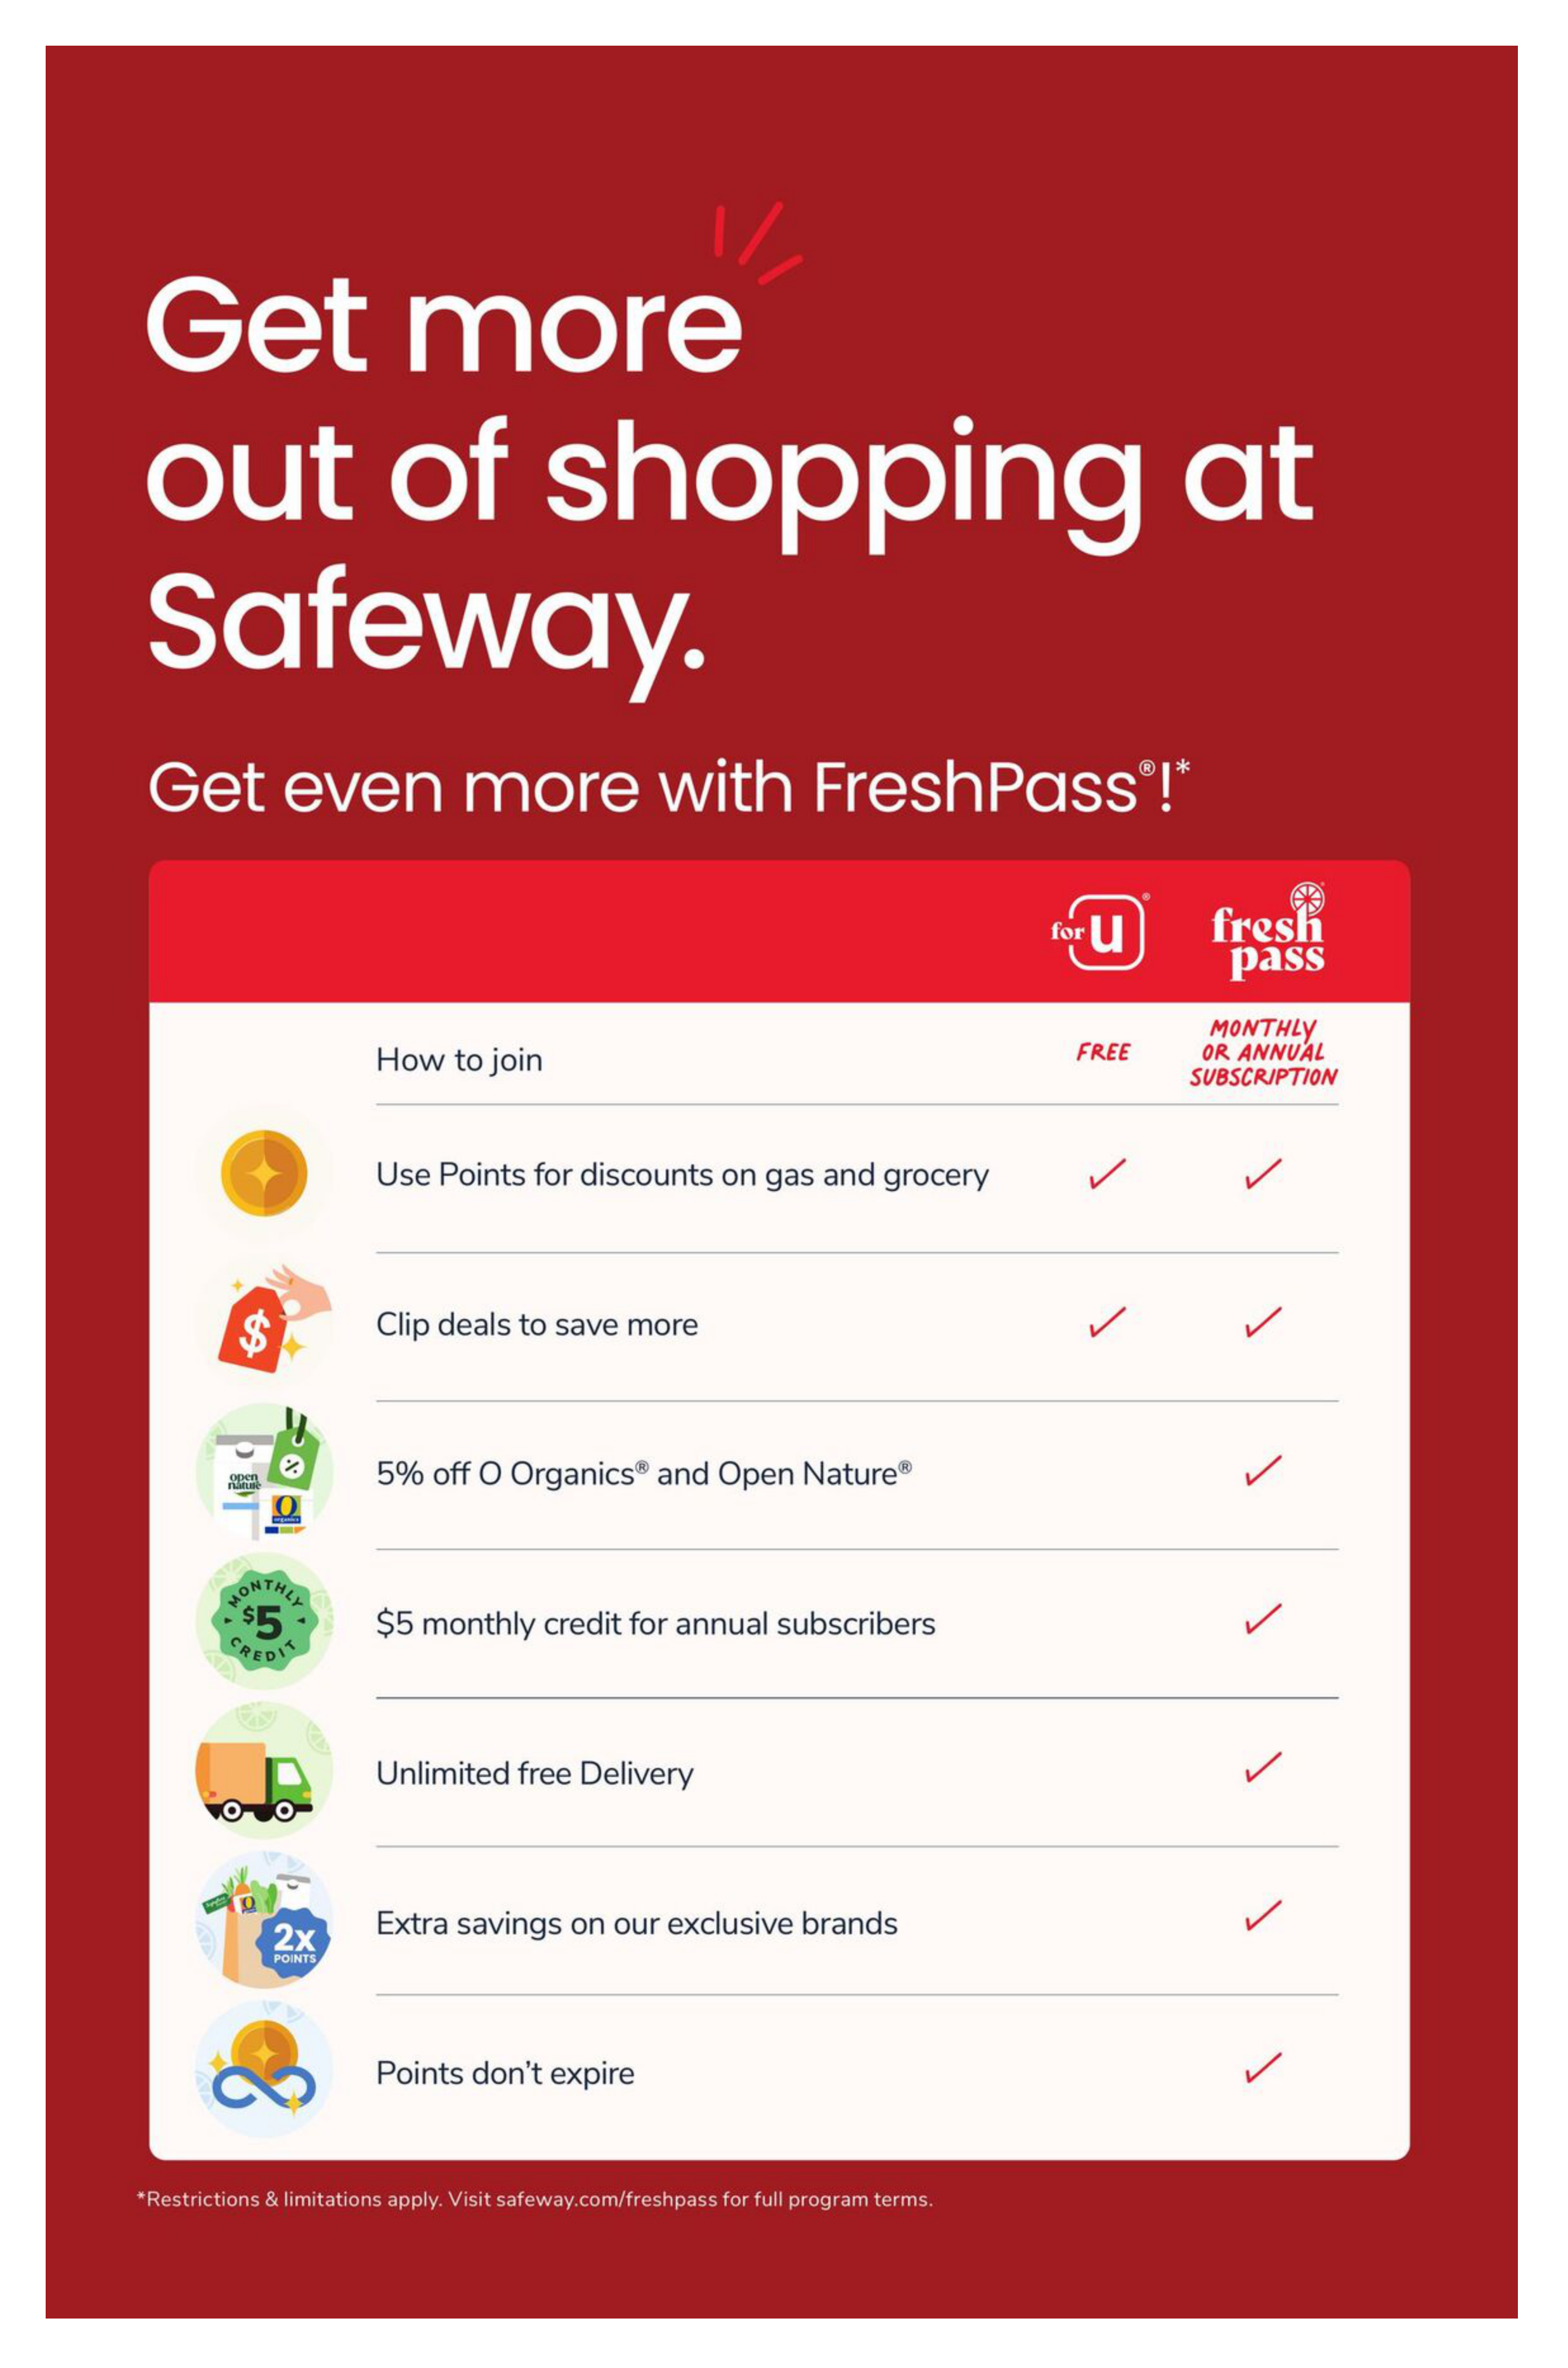 Get more
out of shopping at
Safeway.
Get even more with FreshPass®!*
for U®
fresh
pass
How to join
FREE
MONTHLY
OR ANNUAL
SUBSCRIPTION
Use Points for discounts on gas and grocery
$
Clip deals to save more
open
nature
%
O
organics
5% off O Organics® and Open Nature®
MONTHLY
$5
CREDIT
$5 monthly credit for annual subscribers
Unlimited free Delivery
O
2x
POINTS
Extra savings on our exclusive brands
Points don't expire
*Restrictions & limitations apply. Visit safeway.com/freshpass for full program terms.